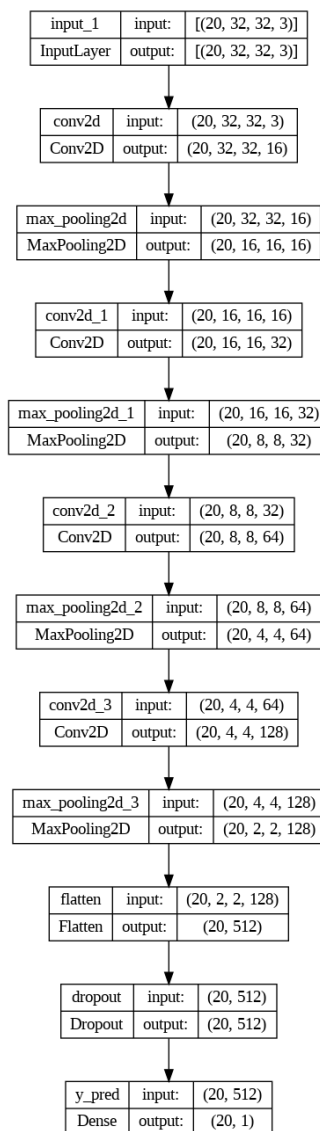 input_1 input: [(20, 32, 32, 3)]
InputLayer output: [(20, 32, 32, 3)]
conv2d input: (20, 32, 32, 3)
Conv2D output: (20, 32, 32, 16)
max_pooling2d input: (20, 32, 32, 16)
MaxPooling2D output: (20, 16, 16, 16)
conv2d_1 input: (20, 16, 16, 16)
Conv2D output: (20, 16, 16, 32)
max_pooling2d_1 input: (20, 16, 16, 32)
MaxPooling2D output: (20, 8, 8, 32)
conv2d_2 input: (20, 8, 8, 32)
Conv2D output: (20, 8, 8, 64)
max_pooling2d_2 input: (20, 8, 8, 64)
MaxPooling2D output: (20, 4, 4, 64)
conv2d_3 input: (20, 4, 4, 64)
Conv2D output: (20, 4, 4, 128)
max_pooling2d_3 input: (20, 4, 4, 128)
MaxPooling2D output: (20, 2, 2, 128)
flatten input: (20, 2, 2, 128)
Flatten output: (20, 512)
dropout input: (20, 512)
Dropout output: (20, 512)
y_pred input: (20, 512)
Dense output: (20, 1)